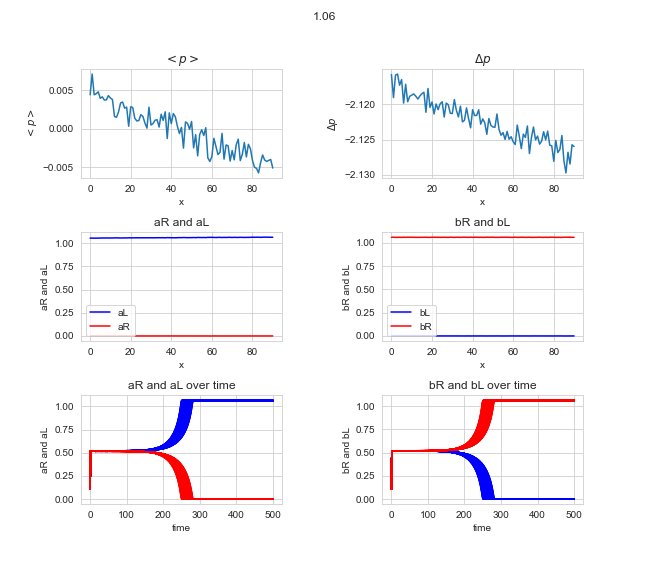 1.06
< p >
Δp
0.005
0.000
−0.005
< p >
0 20 40 60 80
x
−2.120
−2.125
−2.130
Δp
0 20 40 60 80
x
aR and aL
bR and bL
1.00
0.75
0.50
0.25
0.00
aR and aL
aL
aR
0 20 40 60 80
x
1.00
0.75
0.50
0.25
0.00
bR and bL
bL
bR
0 20 40 60 80
x
aR and aL over time
bR and bL over time
1.00
0.75
0.50
0.25
0.00
aR and aL
0 100 200 300 400 500
time
1.00
0.75
0.50
0.25
0.00
bR and bL
0 100 200 300 400 500
time